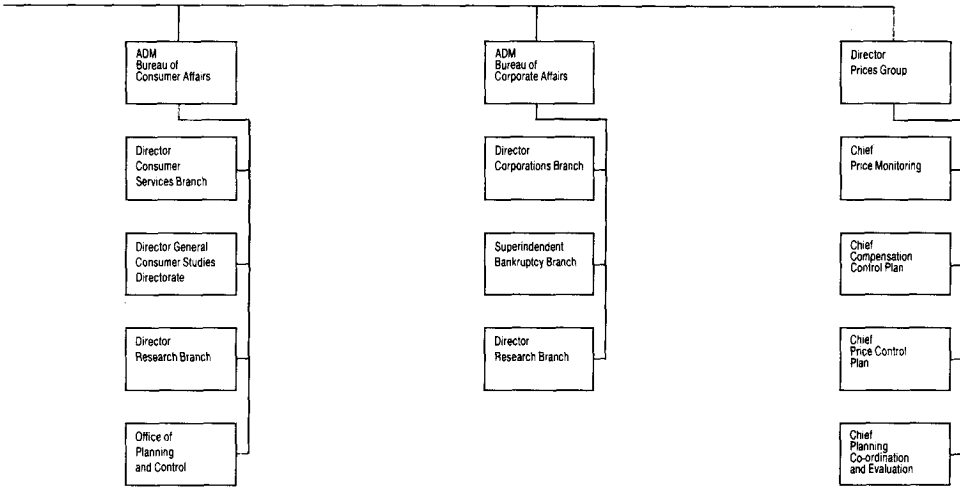 ADM
Bureau of
Consumer Affairs
Director
Consumer
Services Branch
Director General
Consumer Studies
Directorate
Director
Research Branch
Office of
Planning
and Control
ADM
Bureau of
Corporate Affairs
Director
Corporations Branch
Superindendent
Bankruptcy Branch
Director
Research Branch
Director
Prices Group
Chief
Price Monitoring
Chief
Compensation
Control Plan
Chief
Price Control
Plan
Chief
Planning
Co-ordination
and Evaluation